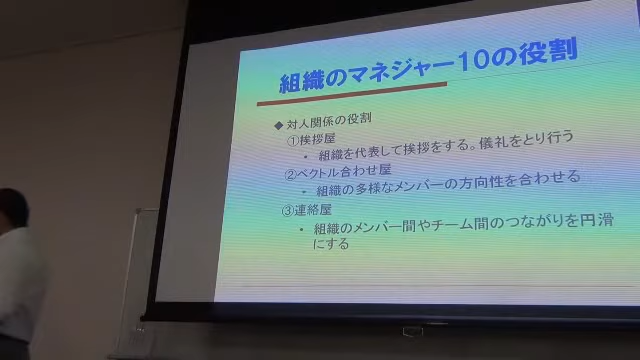 組織のマネジャー10の役割
◆ 対人関係の役割
①挨拶屋
・ 組織を代表して挨拶をする。儀礼をとり行う
②ベクトル合わせ屋
・ 組織の多様なメンバーの方向性を合わせる
③連絡屋
・ 組織のメンバー間やチーム間のつながりを円滑
にする